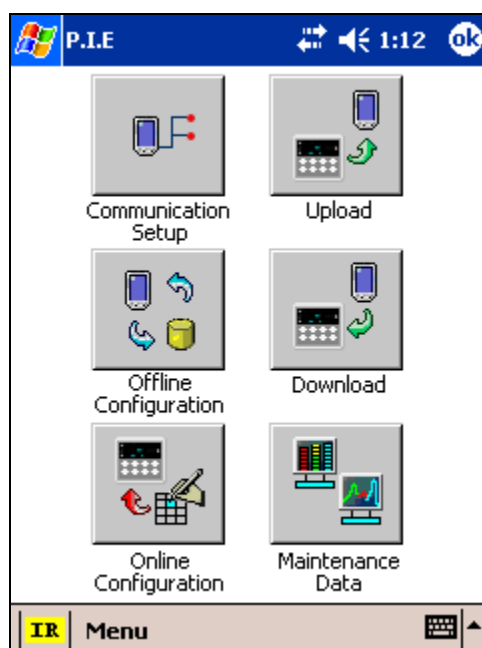 P.I.E 1:12 ok
Communication Setup
Upload
Offline Configuration
Download
Online Configuration
Maintenance Data
IR Menu